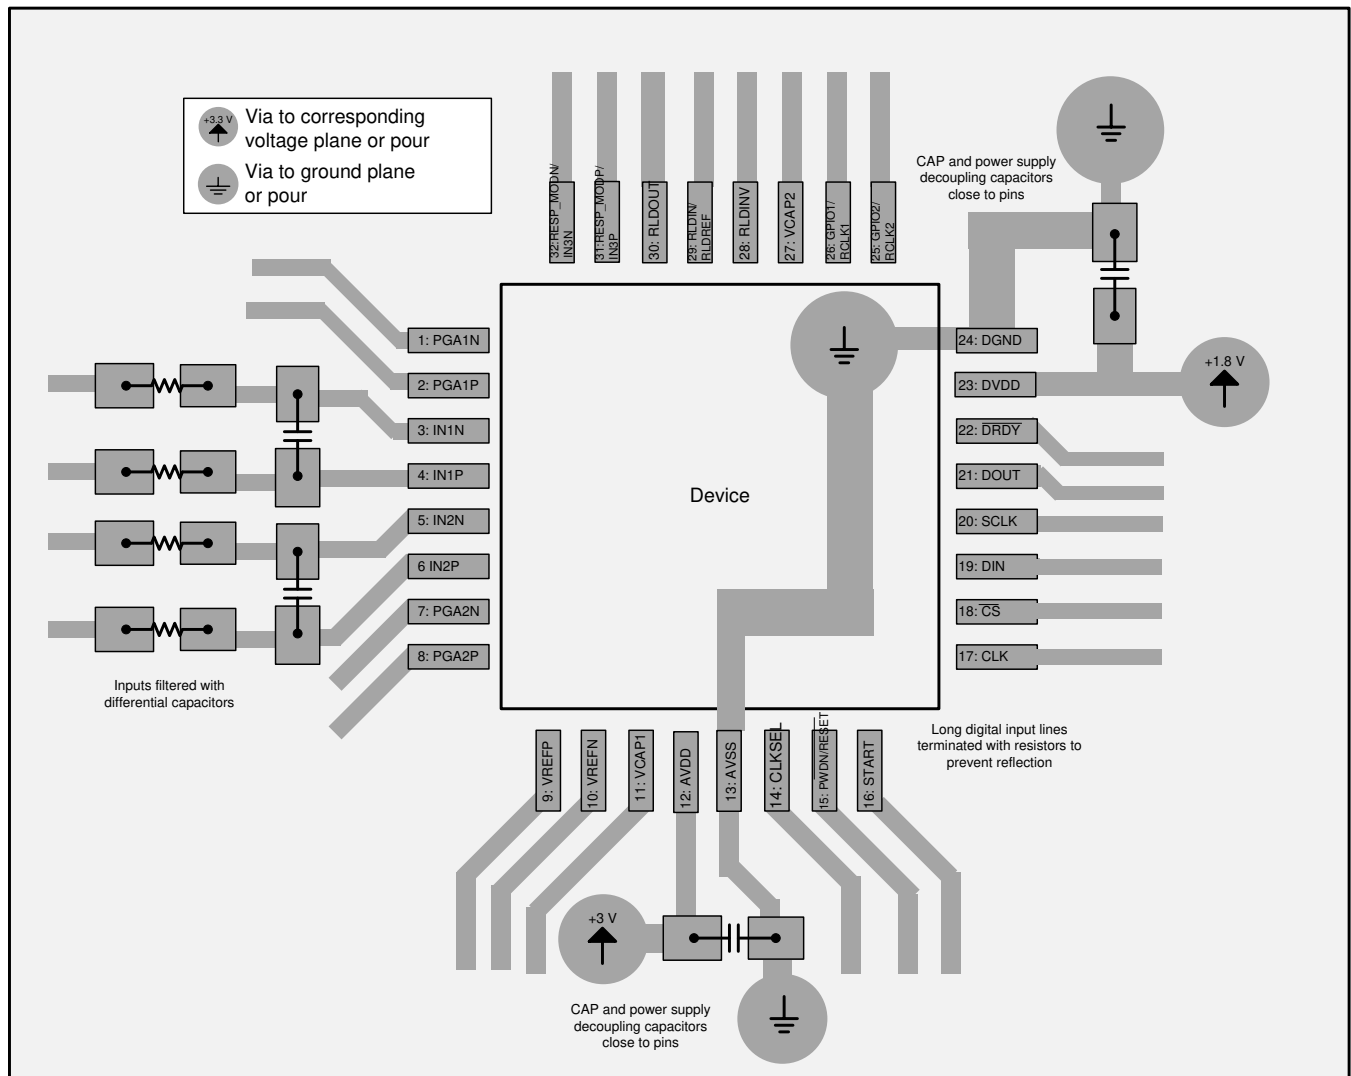 +3.3 V
Via to corresponding
voltage plane or pour
Via to ground plane
or pour
32:RESP_MODN/
IN3N
31:RESP_MODP/
IN3P
30: RLDOUT
29: RLDIN/
RLDREF
28: RLDINV
27: VCAP2
26: GPIO1/
RCLK1
25: GPIO2/
RCLK2
CAP and power supply
decoupling capacitors
close to pins
1: PGA1N
2: PGA1P
3: IN1N
4: IN1P
5: IN2N
6 IN2P
7: PGA2N
8: PGA2P
Inputs filtered with
differential capacitors
Device
24: DGND
23: DVDD
22: DRDY
21: DOUT
20: SCLK
19: DIN
18: CS
17: CLK
+1.8 V
Long digital input lines
terminated with resistors to
prevent reflection
9: VREFP
10: VREFN
11: VCAP1
12: AVDD
13: AVSS
14: CLKSEL
15: PWDN/RESET
16: START
+3 V
CAP and power supply
decoupling capacitors
close to pins